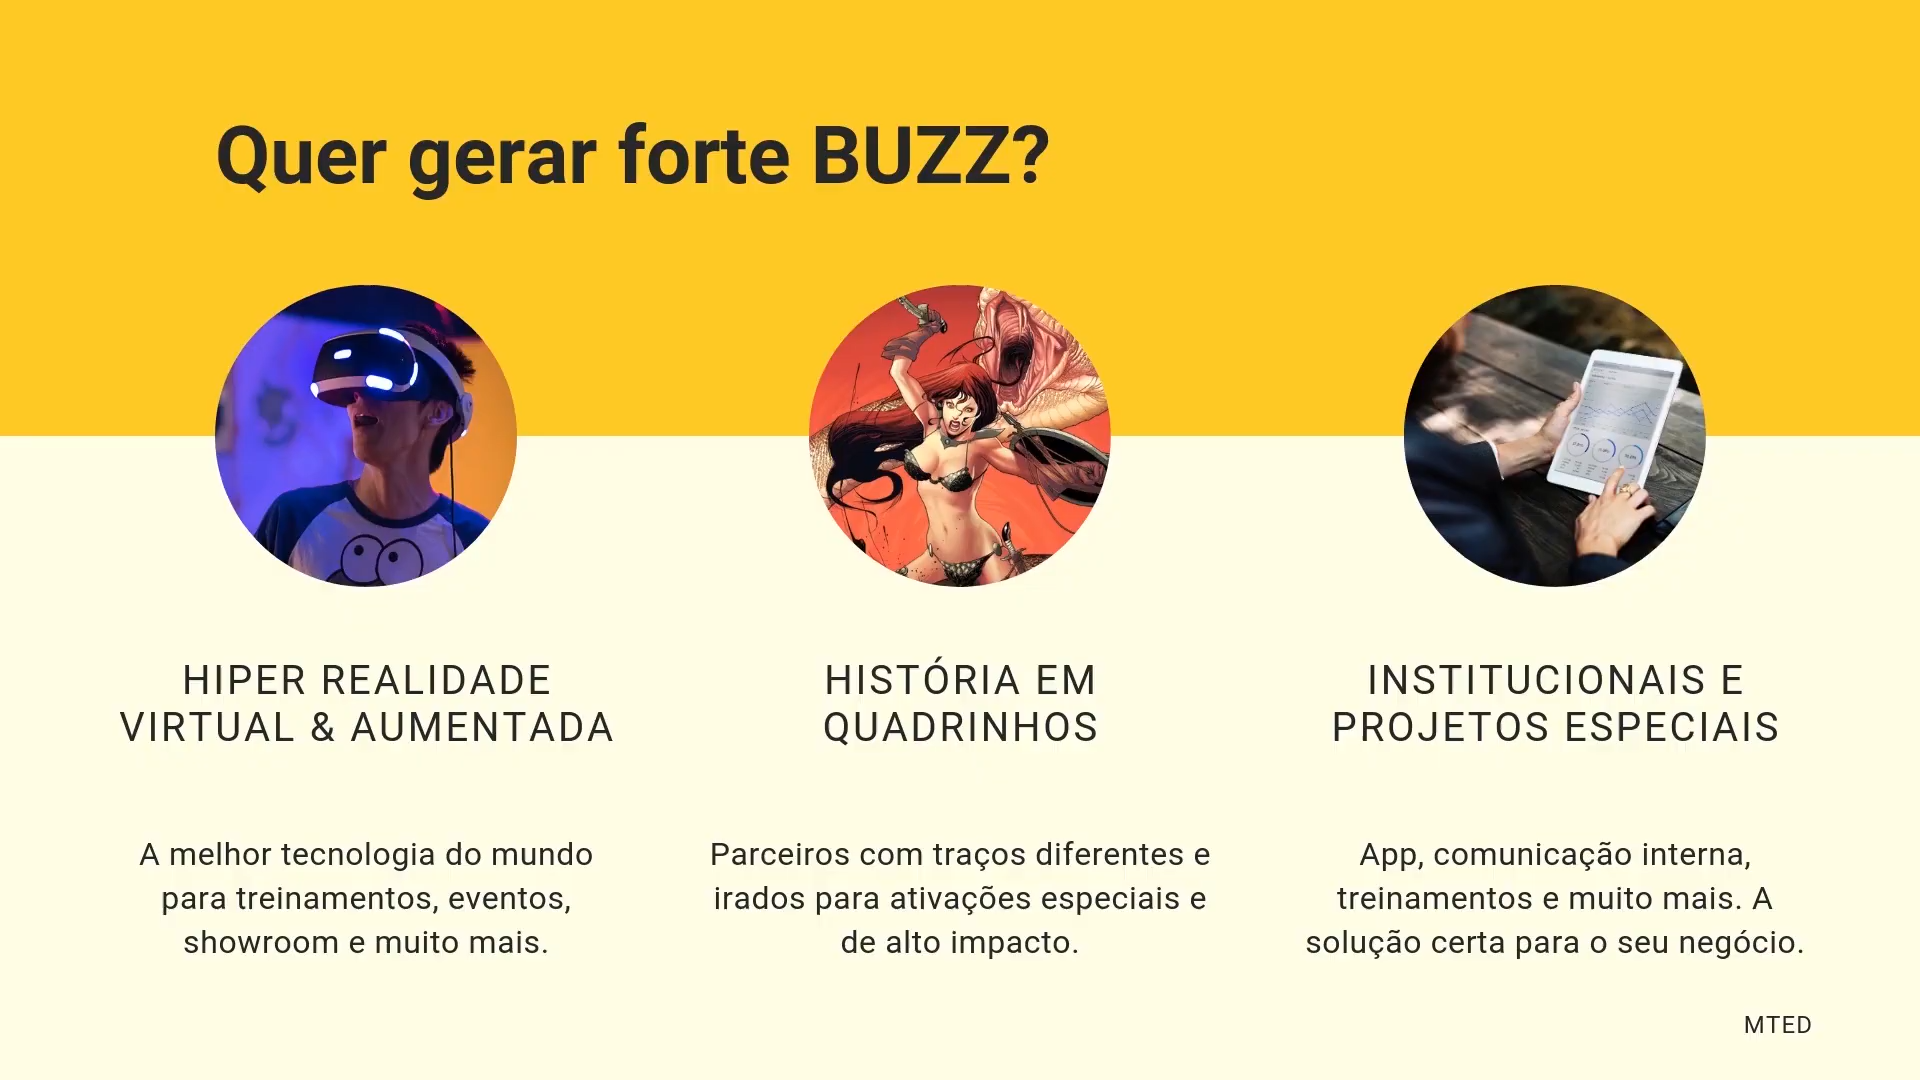 Quer gerar forte BUZZ?
HIPER REALIDADE
VIRTUAL & AUMENTADA
A melhor tecnologia do mundo
para treinamentos, eventos,
showroom e muito mais.
HISTÓRIA EM
QUADRINHOS
Parceiros com traços diferentes e
irados para ativações especiais e
de alto impacto.
INSTITUCIONAIS E
PROJETOS ESPECIAIS
App, comunicação interna,
treinamentos e muito mais. A
solução certa para o seu negócio.
MTED